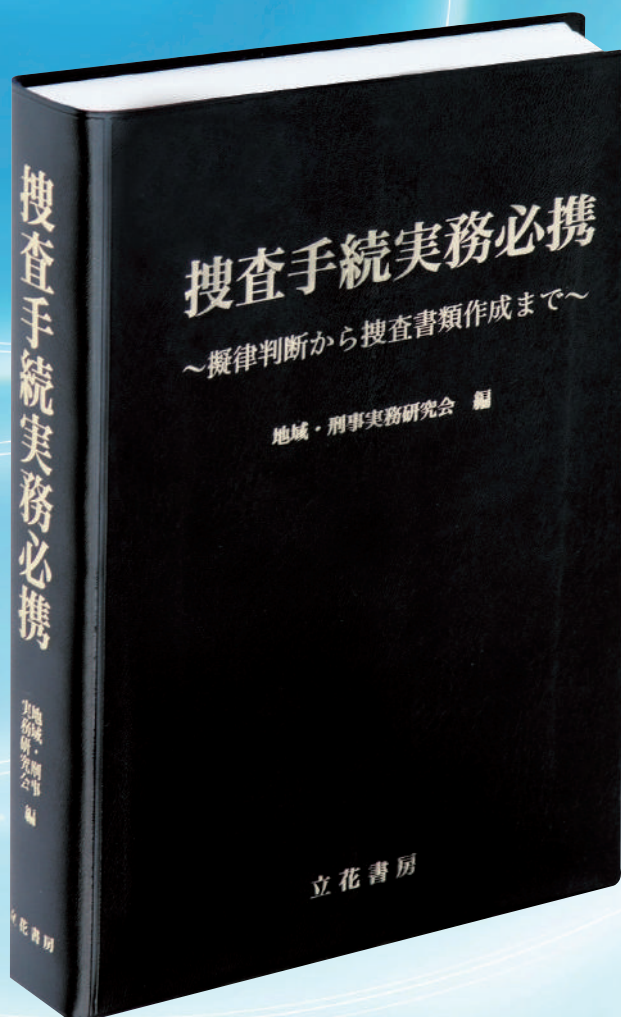 捜査手続実務必携
～擬律判断から捜査書類作成まで～
地域・刑事実務研究会 編
立花書房
捜査手続実務必携
地域・刑事
実務研究会 編
立花書房